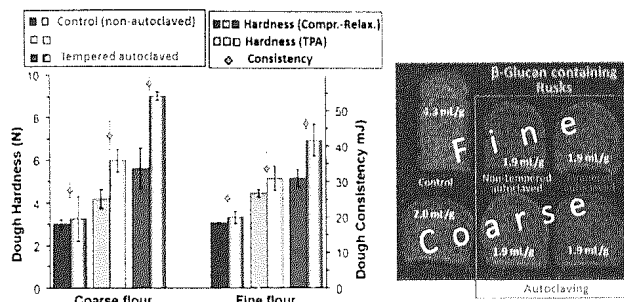 Control (non-autoclaved)
Tempered autoclaved
Hardness (Compr.-Relax.)
Hardness (TPA)
Consistency
Dough Hardness (N)
10
8
6
4
2
0
Dough Consistency mJ)
50
40
30
20
10
0
Coarse flour
Fine flour
β-Glucan containing
Rusks
4.3 mL/g
Fine
1.9 mL/g
1.9 mL/g
Control
Non-tempered
autoclaved
2.0 mL/g
Coarse
1.9 mL/g
1.9 mL/g
Autoclaving